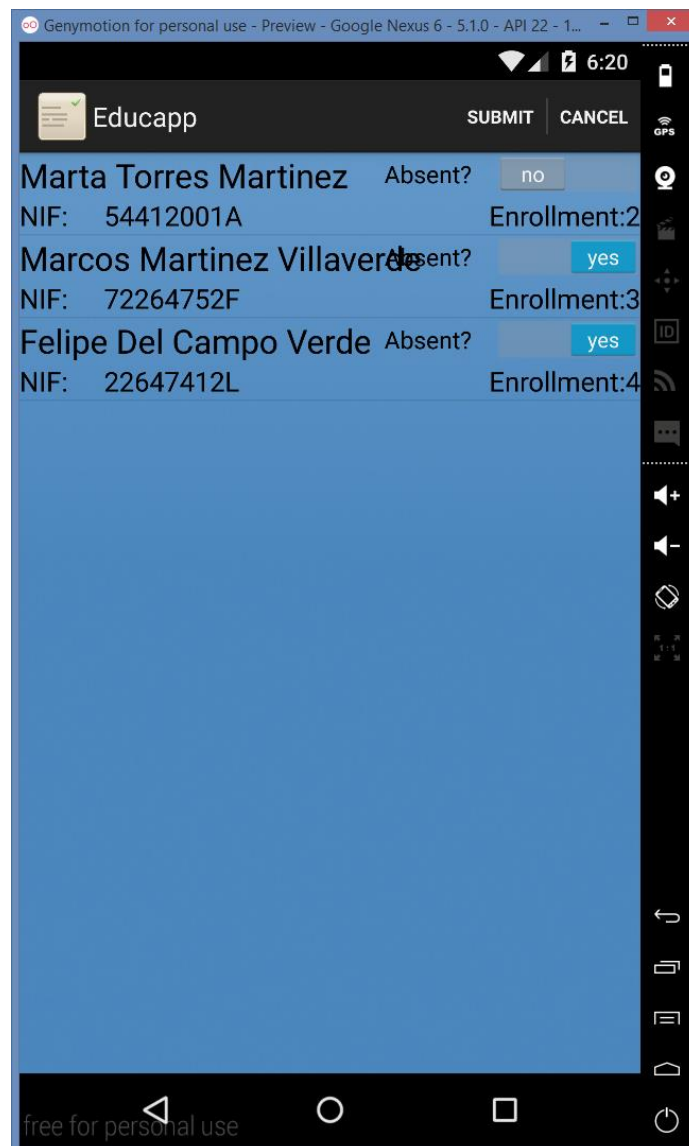 Genymotion for personal use - Preview - Google Nexus 6 - 5.1.0 - API 22 - 1...
6:20
Educapp SUBMIT CANCEL
GPS
Marta Torres Martinez Absent? no
NIF: 54412001A Enrollment:2
Marcos Martinez Villaverde Absent? yes
NIF: 72264752F Enrollment:3
ID
Felipe Del Campo Verde Absent? yes
NIF: 22647412L Enrollment:4
1:1
free for personal use